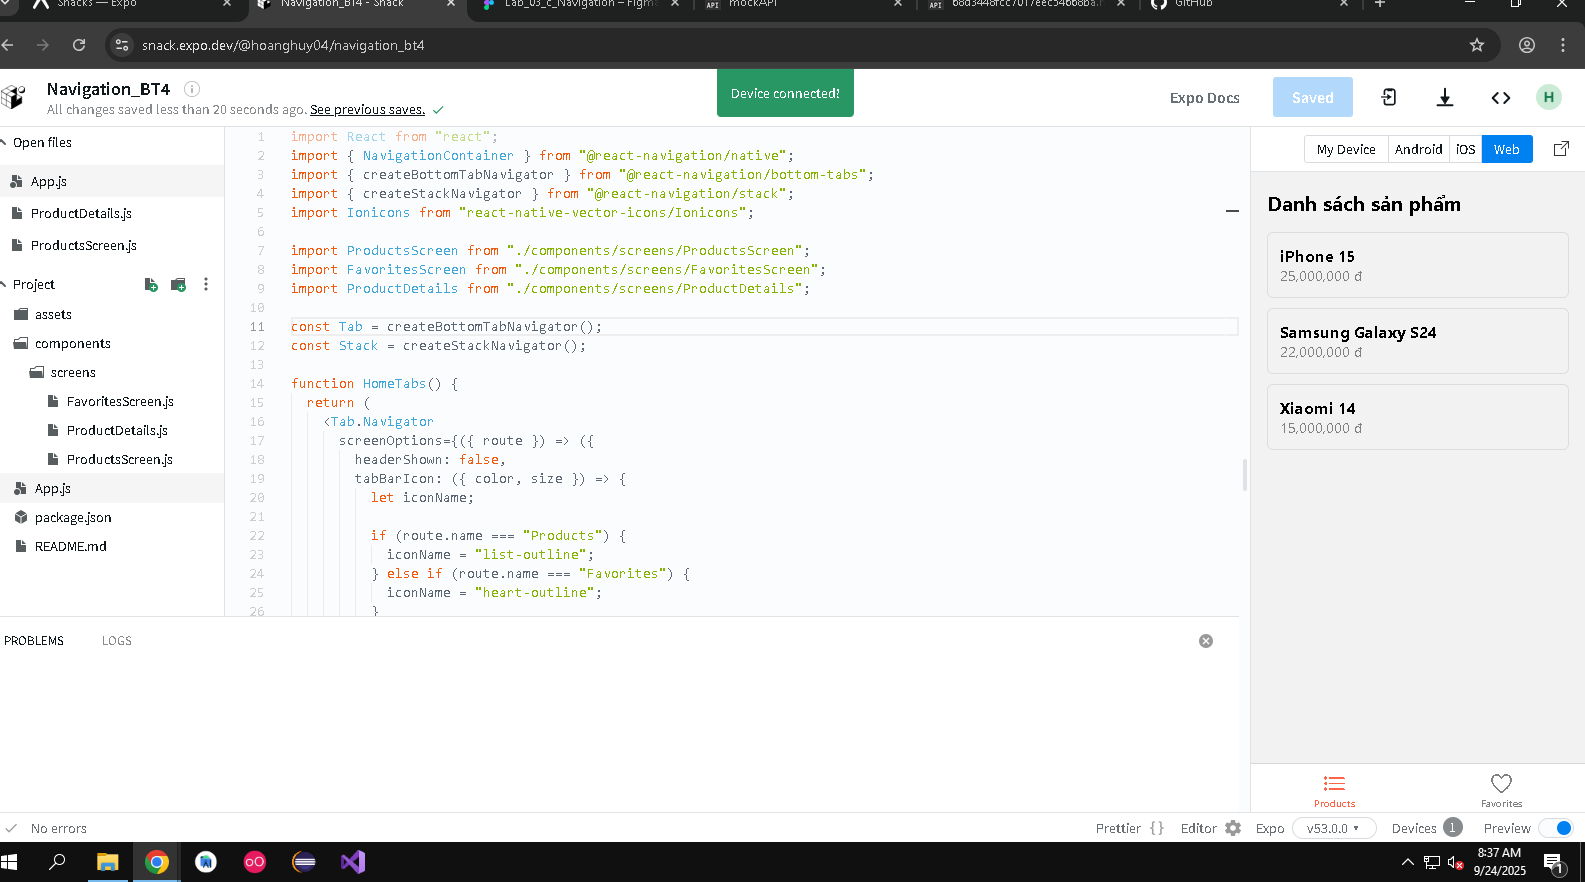 Snacks — Expo
Navigation_BT4 - Snack
Lab_03_c_Navigation – Figma
mockAPI
GitHub
snack.expo.dev/@hoanghuy04/navigation_bt4
Navigation_BT4
All changes saved less than 20 seconds ago. See previous saves.
Device connected!
Expo Docs
Saved
H
Open files
App.js
ProductDetails.js
ProductsScreen.js
Project
assets
components
screens
FavoritesScreen.js
ProductDetails.js
ProductsScreen.js
App.js
package.json
README.md
1 import React from "react";
2 import { NavigationContainer } from "@react-navigation/native";
3 import { createBottomTabNavigator } from "@react-navigation/bottom-tabs";
4 import { createStackNavigator } from "@react-navigation/stack";
5 import Ionicons from "react-native-vector-icons/Ionicons";
6
7 import ProductsScreen from "./components/screens/ProductsScreen";
8 import FavoritesScreen from "./components/screens/FavoritesScreen";
9 import ProductDetails from "./components/screens/ProductDetails";
10
11 const Tab = createBottomTabNavigator();
12 const Stack = createStackNavigator();
13
14 function HomeTabs() {
15 return (
16 <Tab.Navigator
17 screenOptions={({ route }) => ({
18 headerShown: false,
19 tabBarIcon: ({ color, size }) => {
20 let iconName;
21
22 if (route.name === "Products") {
23 iconName = "list-outline";
24 } else if (route.name === "Favorites") {
25 iconName = "heart-outline";
26 }
My Device
Android
iOS
Web
Danh sách sản phẩm
iPhone 15
25,000,000 đ
Samsung Galaxy S24
22,000,000 đ
Xiaomi 14
15,000,000 đ
Products
Favorites
PROBLEMS
LOGS
No errors
Prettier { }
Editor
Expo
v53.0.0
Devices 1
Preview
8:37 AM
9/24/2025
1